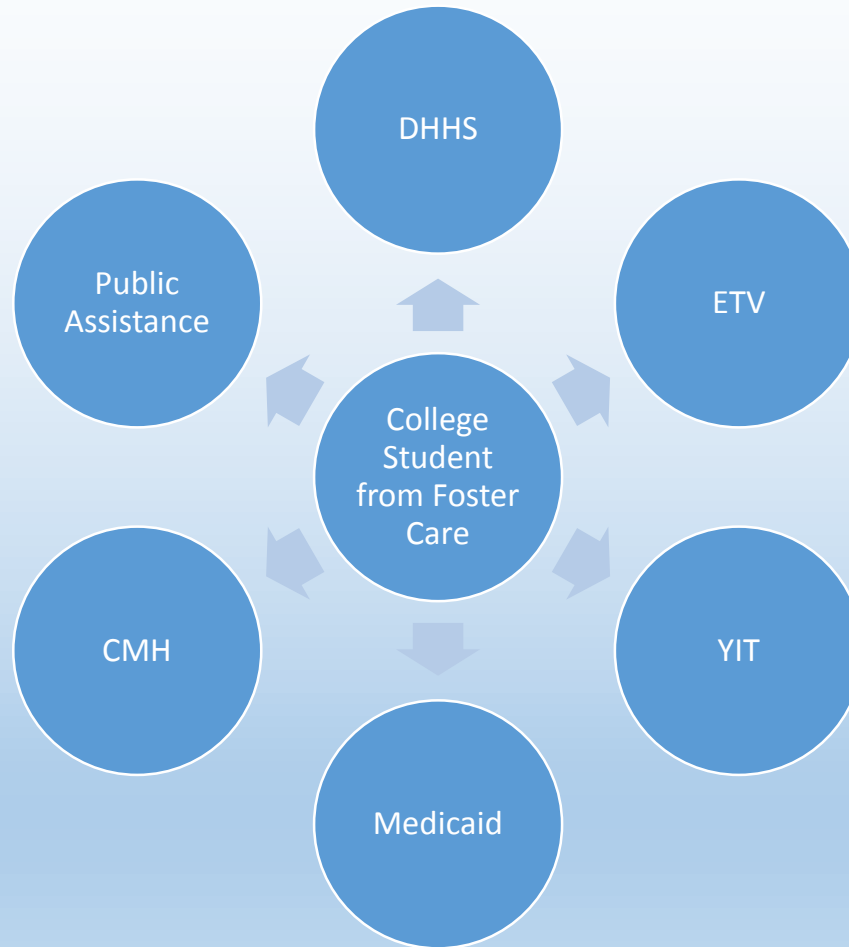 DHHS
Public
Assistance
ETV
College
Student
from Foster
Care
CMH
YIT
Medicaid